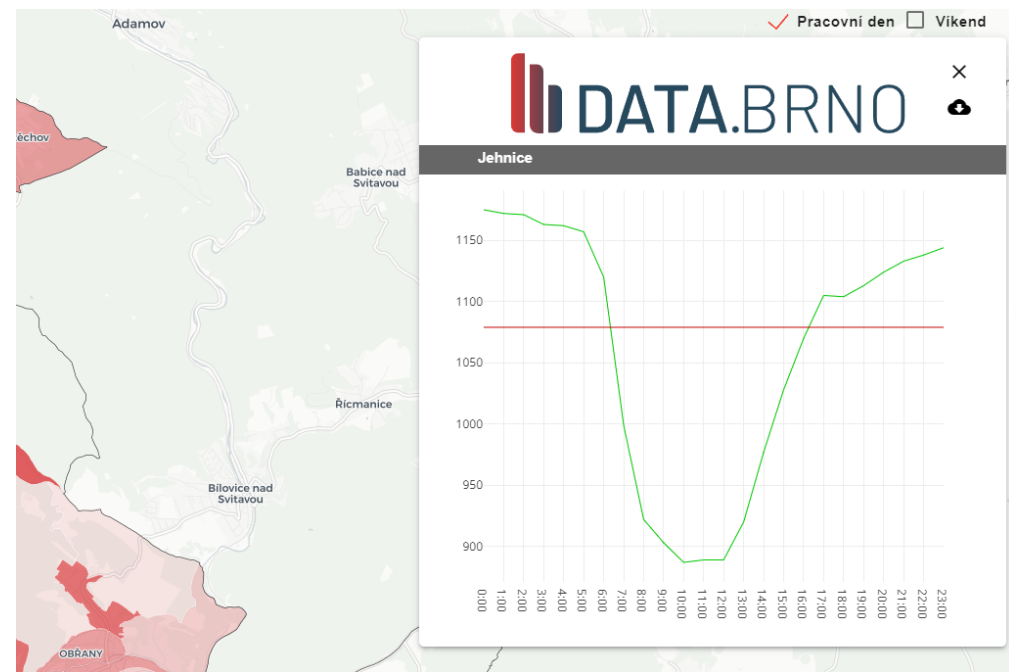 Adamov
Pracovní den
Víkend
DATA.BRNO
ěchov
Babice nad
Svitavou
Jehnice
1150
1100
1050
1000
950
900
Řícmanice
Bílovice nad
Svitavou
OBŘANY
0:00 1:00 2:00 3:00 4:00 5:00 6:00 7:00 8:00 9:00 10:00 11:00 12:00 13:00 14:00 15:00 16:00 17:00 18:00 19:00 20:00 21:00 22:00 23:00